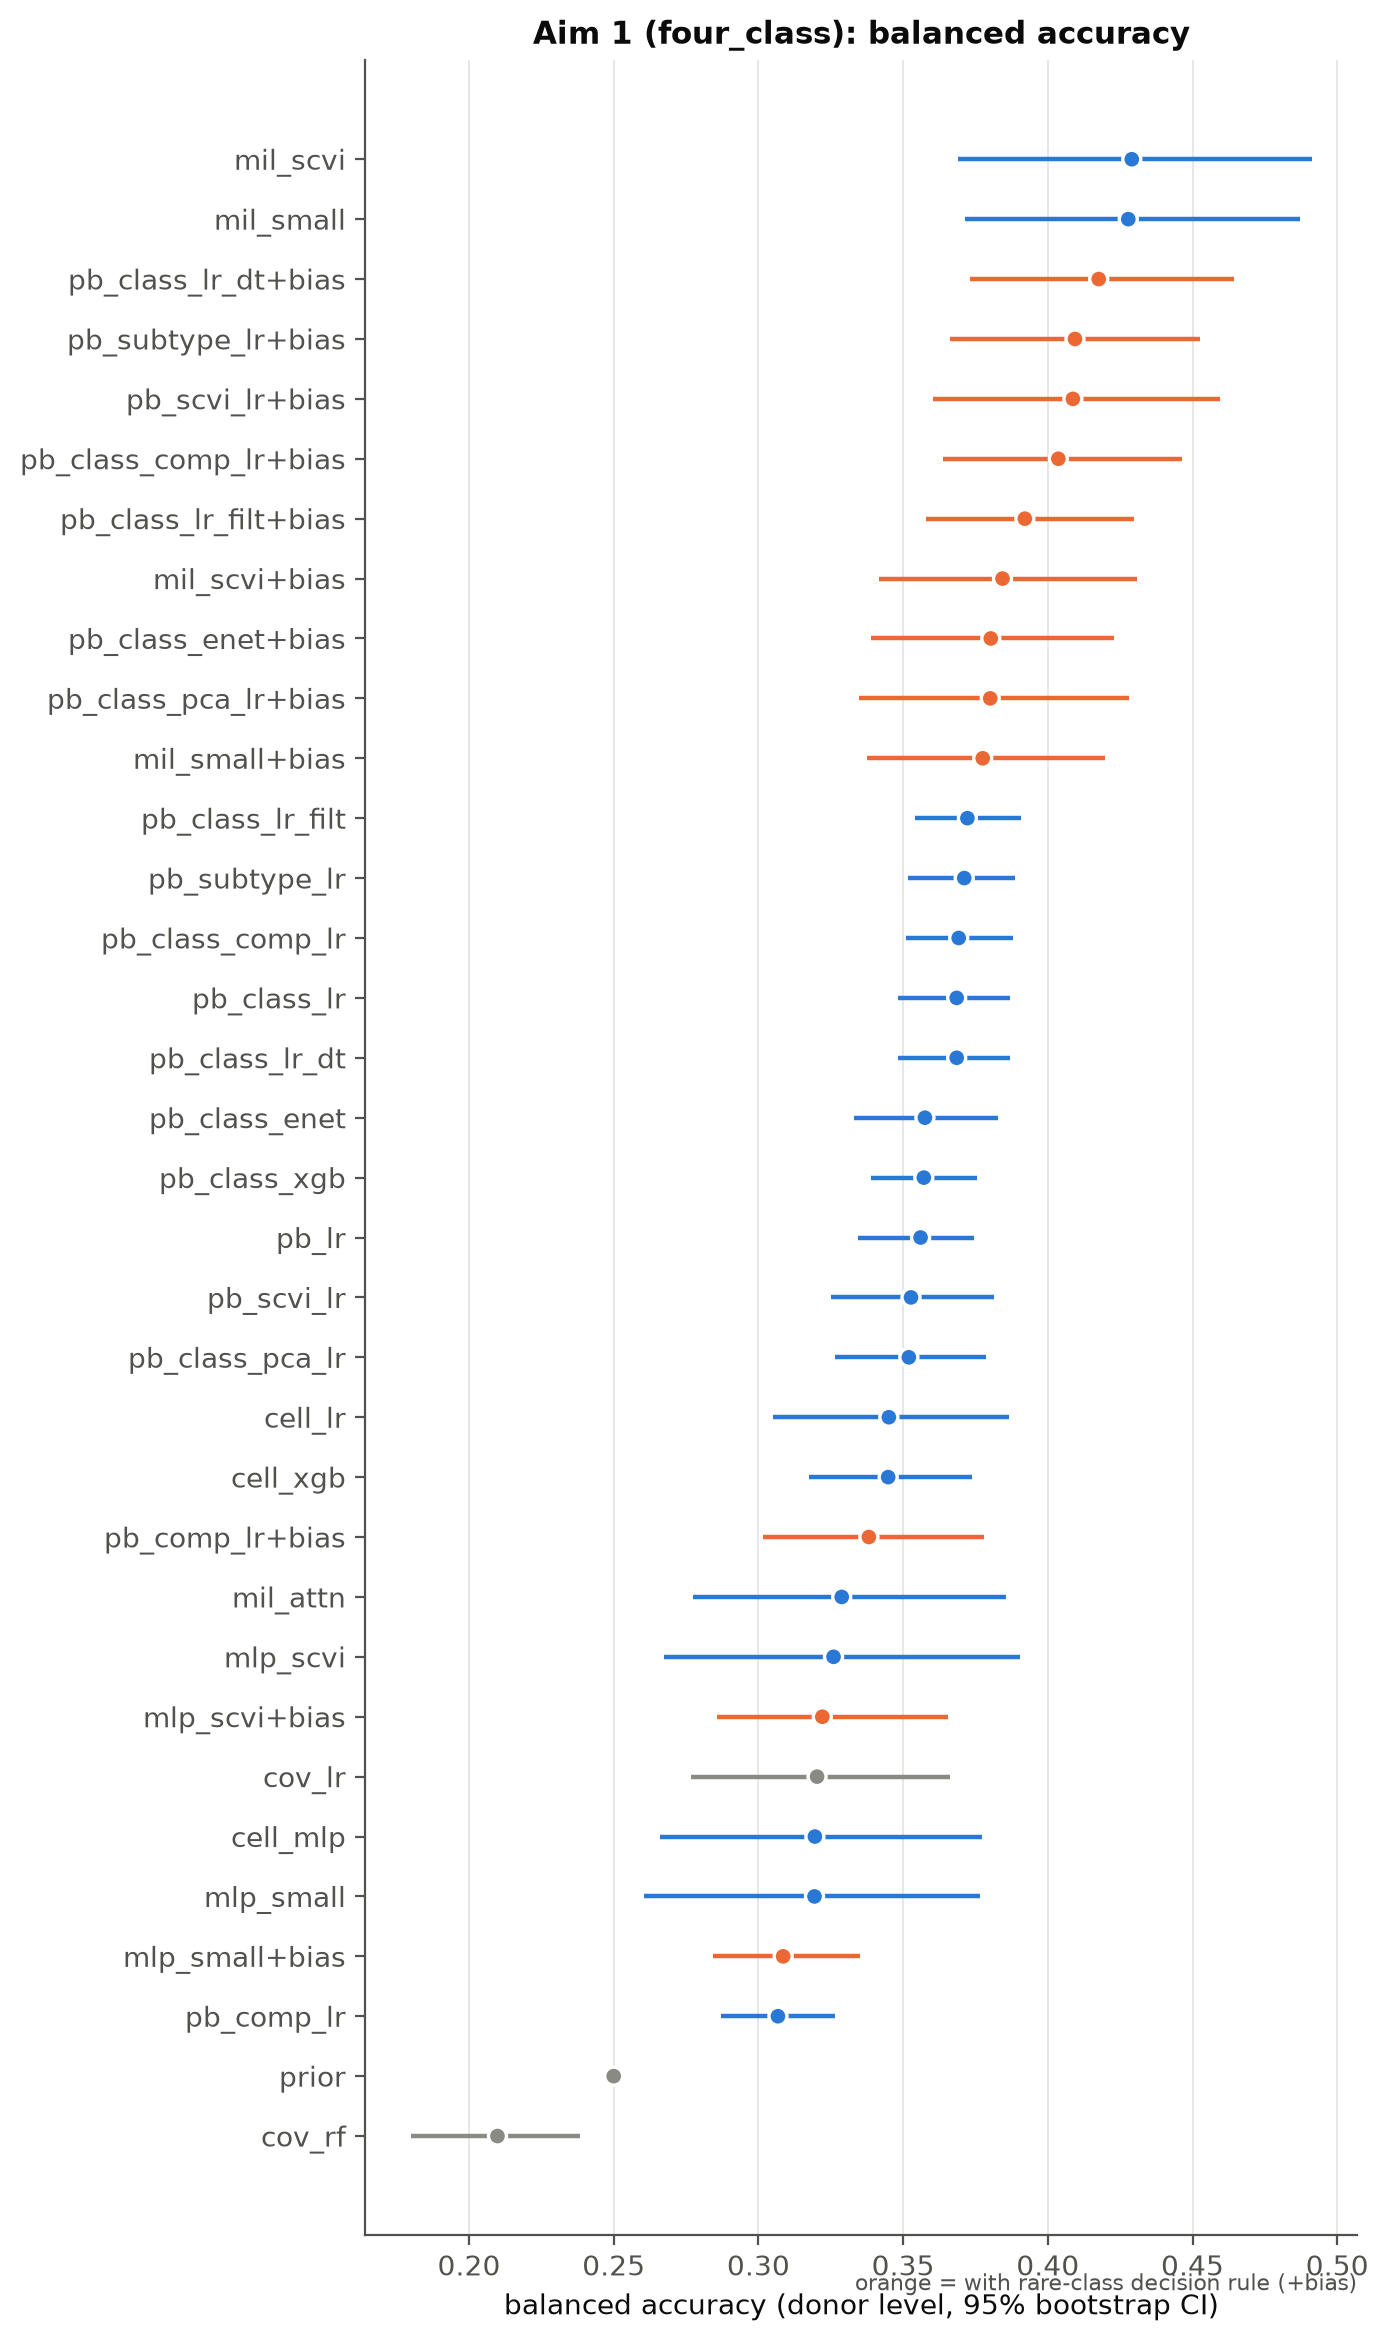 Aim 1 (four_class): balanced accuracy
mil_scvi
mil_small
pb_class_lr_dt+bias
pb_subtype_lr+bias
pb_scvi_lr+bias
pb_class_comp_lr+bias
pb_class_lr_filt+bias
mil_scvi+bias
pb_class_enet+bias
pb_class_pca_lr+bias
mil_small+bias
pb_class_lr_filt
pb_subtype_lr
pb_class_comp_lr
pb_class_lr
pb_class_lr_dt
pb_class_enet
pb_class_xgb
pb_lr
pb_scvi_lr
pb_class_pca_lr
cell_lr
cell_xgb
pb_comp_lr+bias
mil_attn
mlp_scvi
mlp_scvi+bias
cov_lr
cell_mlp
mlp_small
mlp_small+bias
pb_comp_lr
prior
cov_rf
0.20 0.25 0.30 0.35 0.40 0.45 0.50
orange = with rare-class decision rule (+bias)
balanced accuracy (donor level, 95% bootstrap CI)